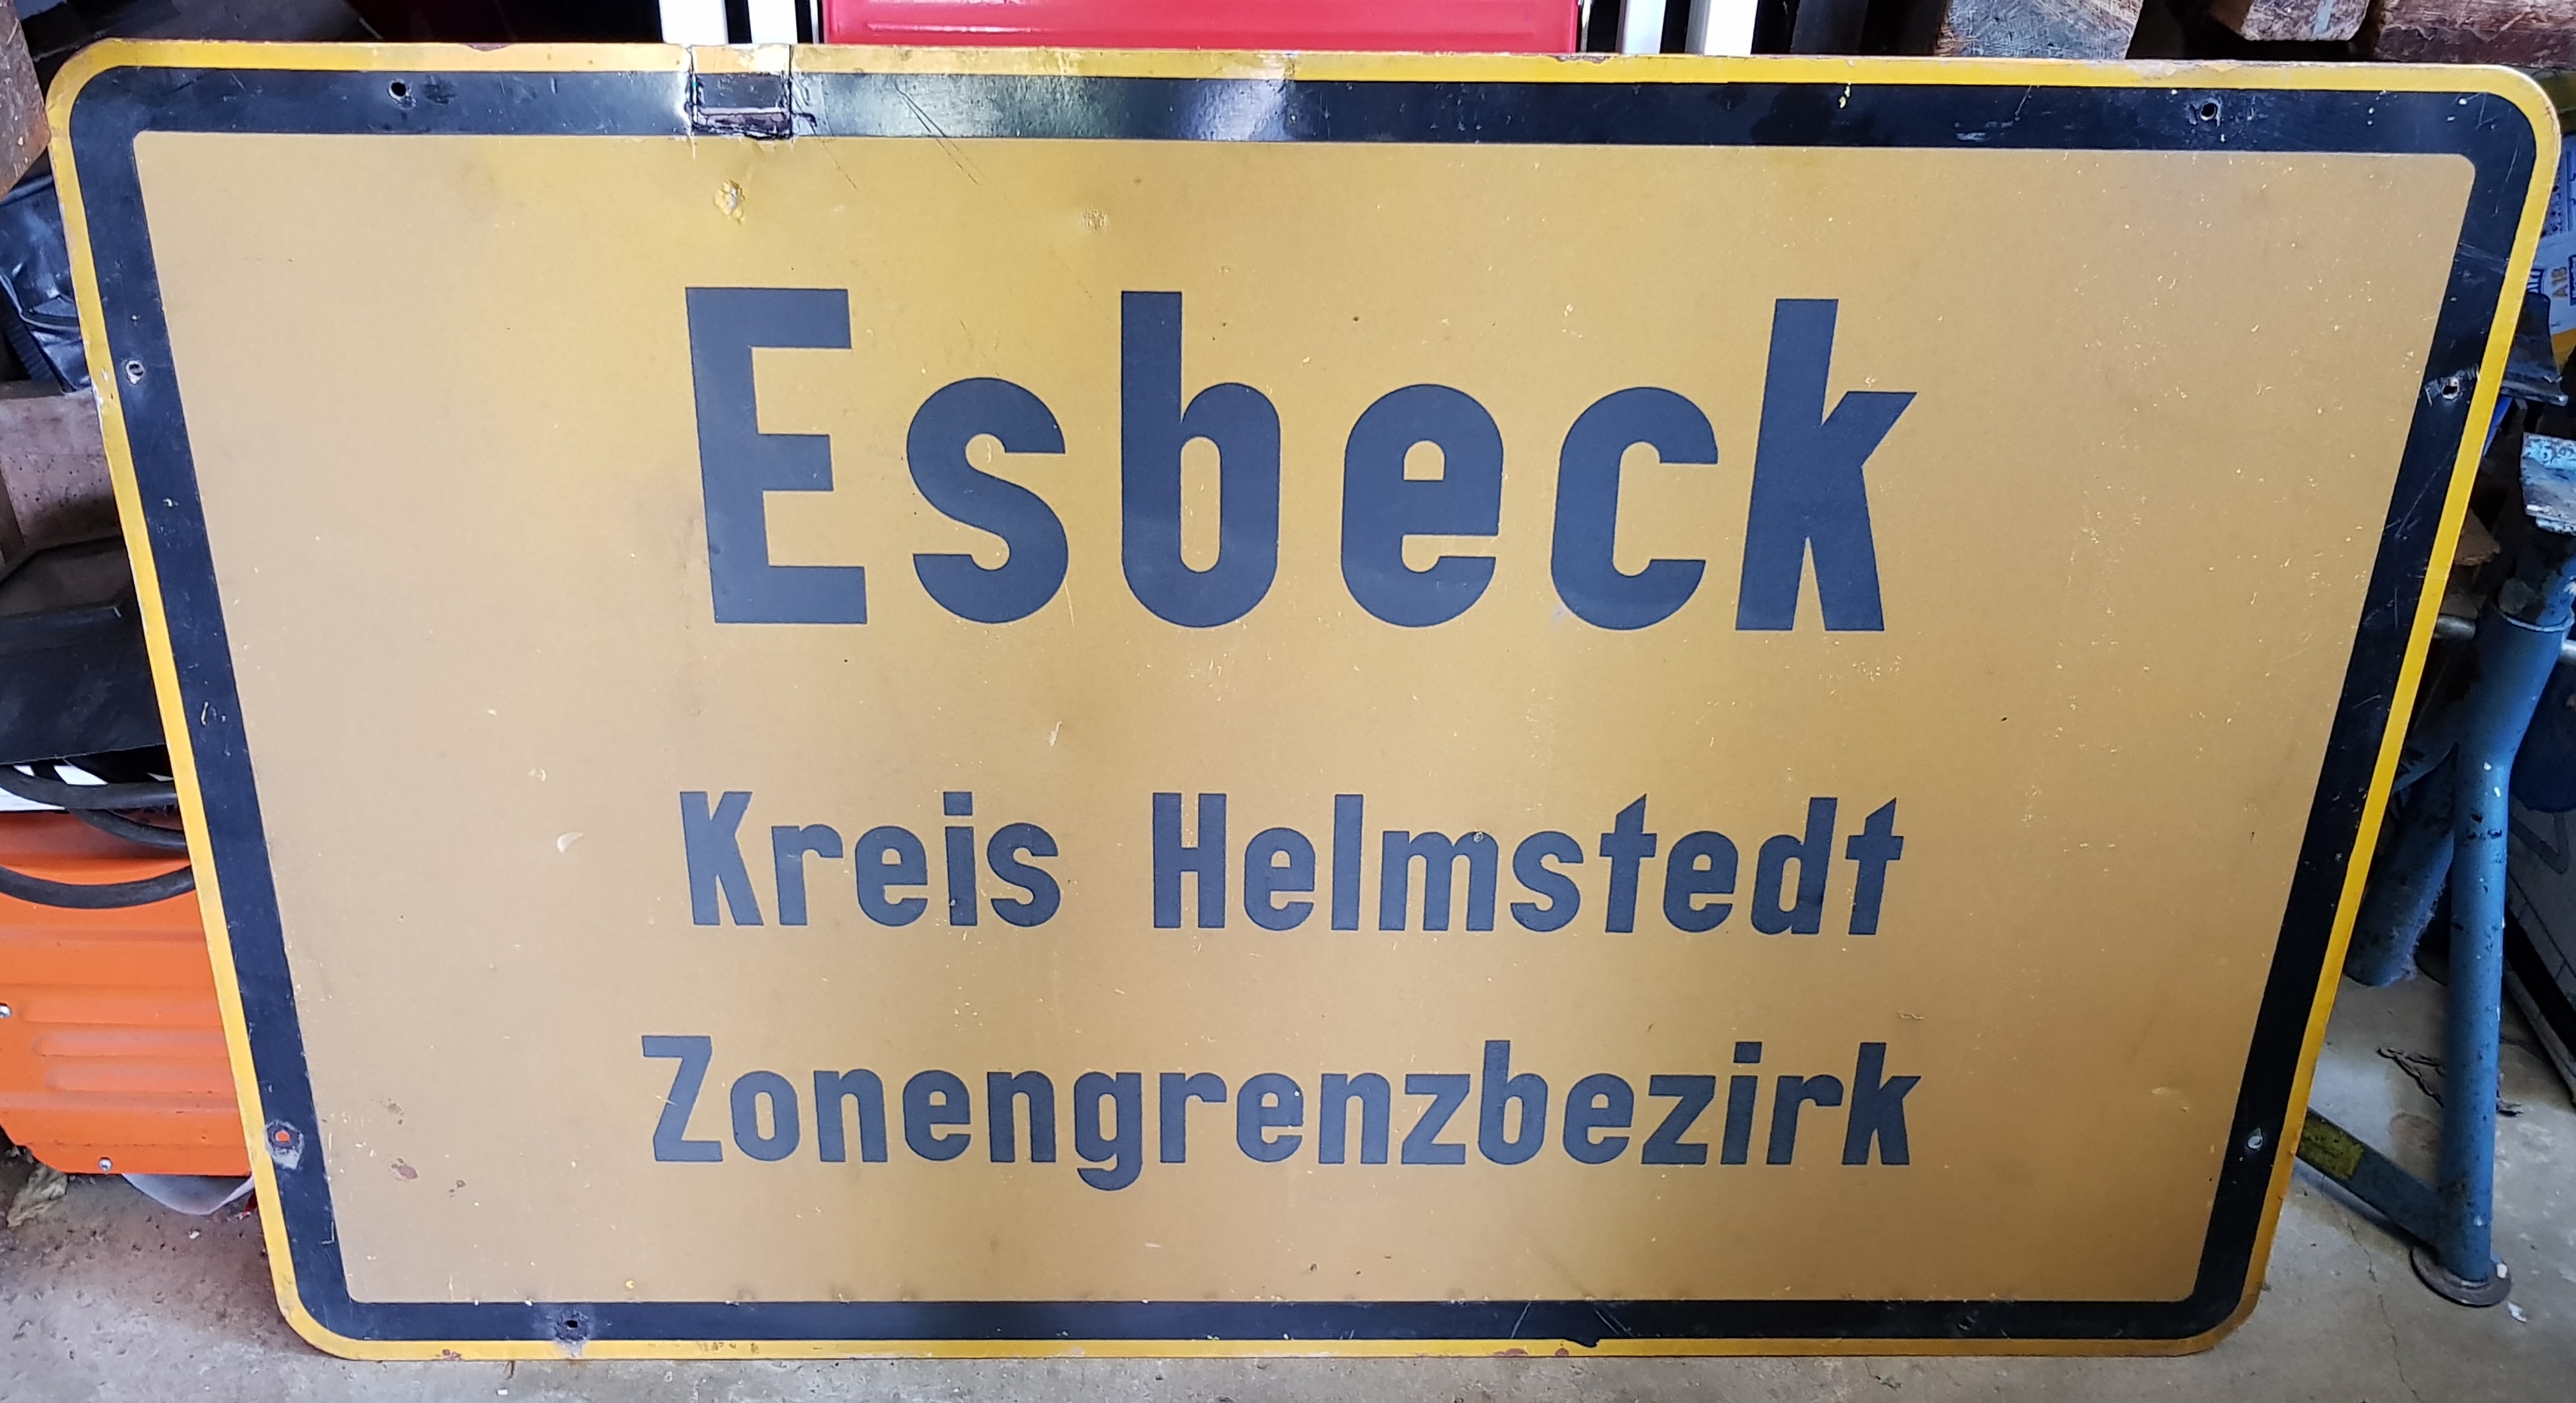 Esbeck
Kreis Helmstedt
Zonengrenzbezirk